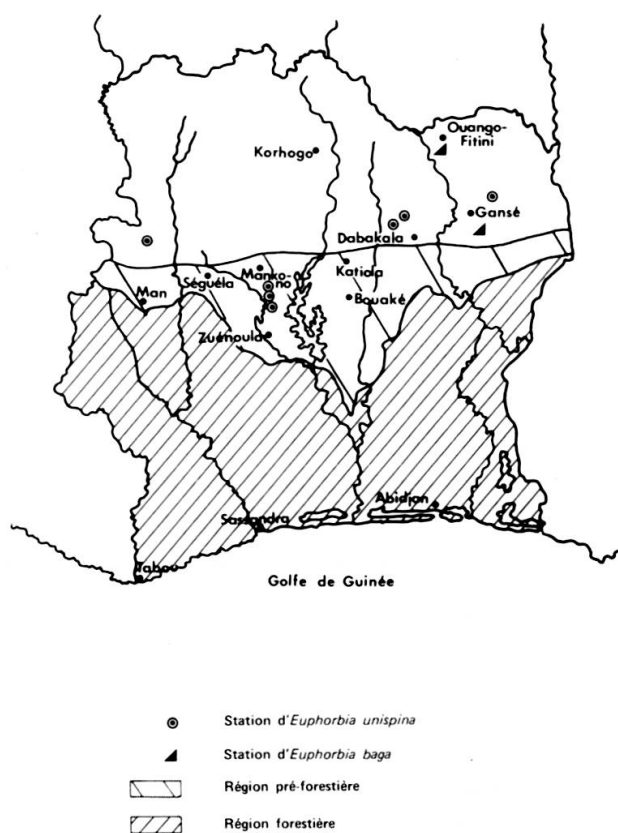 Ouango-
Fitini
Korhogo
Gansé
Dabakala
Manko-
no
Katiola
Séguéla
Man
Bouaké
Zuénoula
Abidjan
Sassandra
Tabou
Golfe de Guinée
Station d'Euphorbia unispina
Station d'Euphorbia baga
Région pré-forestière
Région forestière